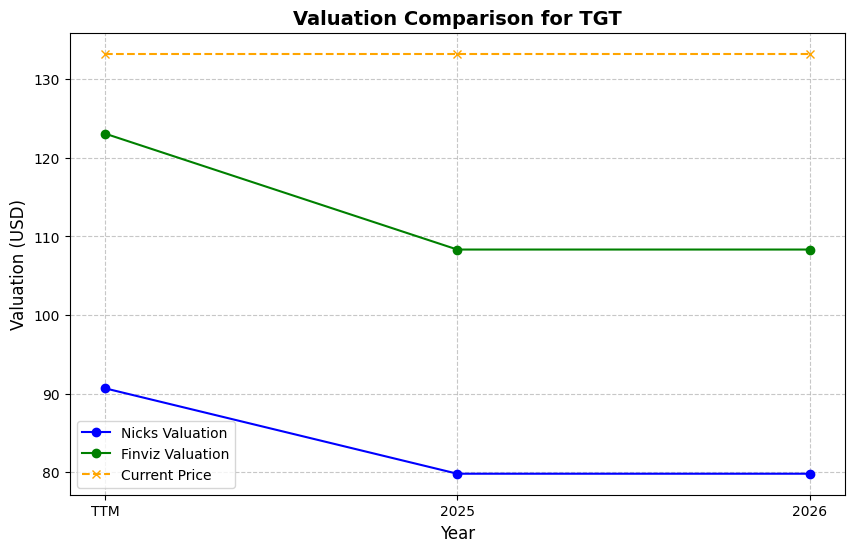 Valuation Comparison for TGT
Valuation (USD)
130
120
110
100
90
80
Nicks Valuation
Finviz Valuation
Current Price
TTM
2025
2026
Year